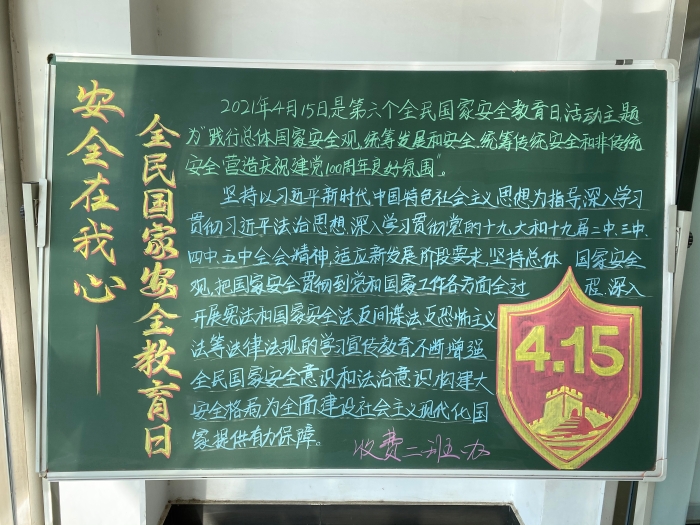 安全在我心——
全民国家安全教育日
2021年4月15日是第六个全民国家安全教育日,活动主题
为“践行总体国家安全观,统筹发展和安全,统筹传统安全和非传统
安全,营造庆祝建党100周年良好氛围”。
坚持以习近平新时代中国特色社会主义思想为指导,深入学习
贯彻习近平法治思想,深入学习贯彻党的十九大和十九届二中、三中、
四中、五中全会精神,适应新发展阶段要求,坚持总体 国家安全
观,把国家安全贯彻到党和国家工作各方面全过 程,深入
开展宪法和国家安全法、反间谍法、反恐怖主义
法等法律法规的学习宣传教育,不断增强
全民国家安全意识和法治意识,构建大
安全格局为全面建设社会主义现代化国
家提供有力保障。
收费二班 办
4.15